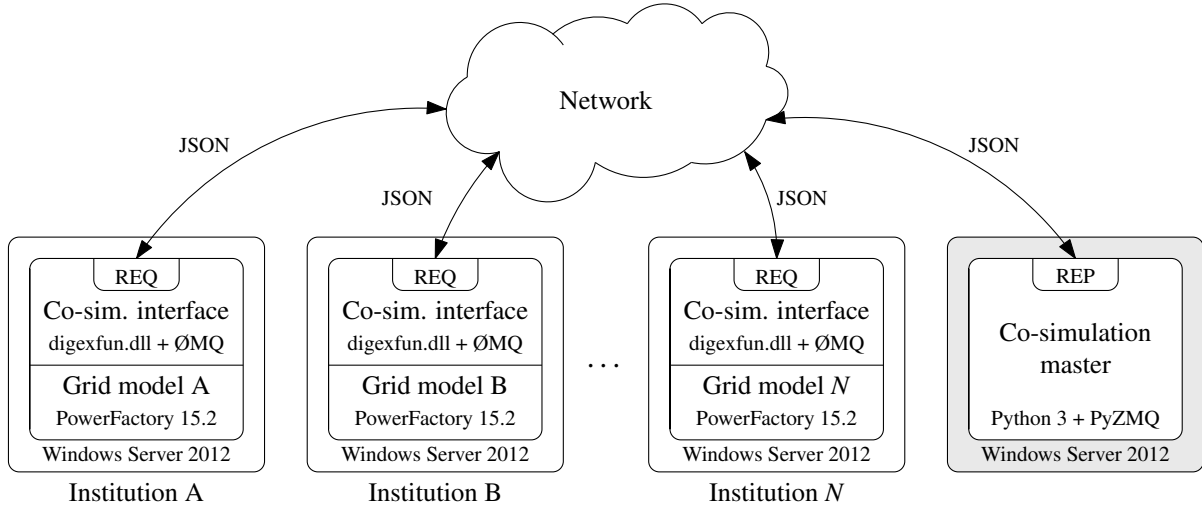 Network
JSON
JSON
JSON
JSON
REQ
Co-sim. interface
digexfun.dll + ØMQ
Grid model A
PowerFactory 15.2
Windows Server 2012
Institution A
REQ
Co-sim. interface
digexfun.dll + ØMQ
Grid model B
PowerFactory 15.2
Windows Server 2012
Institution B
...
REQ
Co-sim. interface
digexfun.dll + ØMQ
Grid model N
PowerFactory 15.2
Windows Server 2012
Institution N
REP
Co-simulation
master
Python 3 + PyZMQ
Windows Server 2012